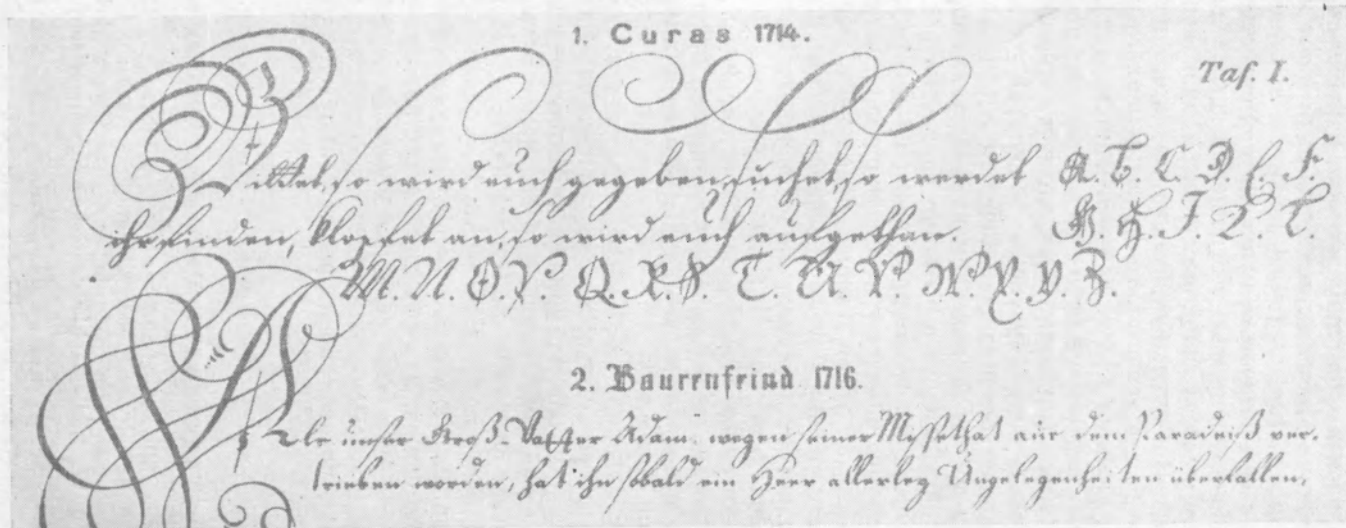 1. Curas 1714.
Taf. I.
Bittet, so wird euch gegeben, suchet, so werdet A. B. C. D. E. F.
ihr finden, klopfet an, so wird euch aufgethan. G. H. J. K. L.
M. N. O. P. Q. R. S. T. U. V. W. X. Y. Z.
2. Baurenfeind 1716.
Als unser Groß-Vatter Adam wegen seiner Missethat aus dem Paradeiß ver-
trieben worden, hat ihn sobald ein Heer allerley Ungelegenheiten überfallen,